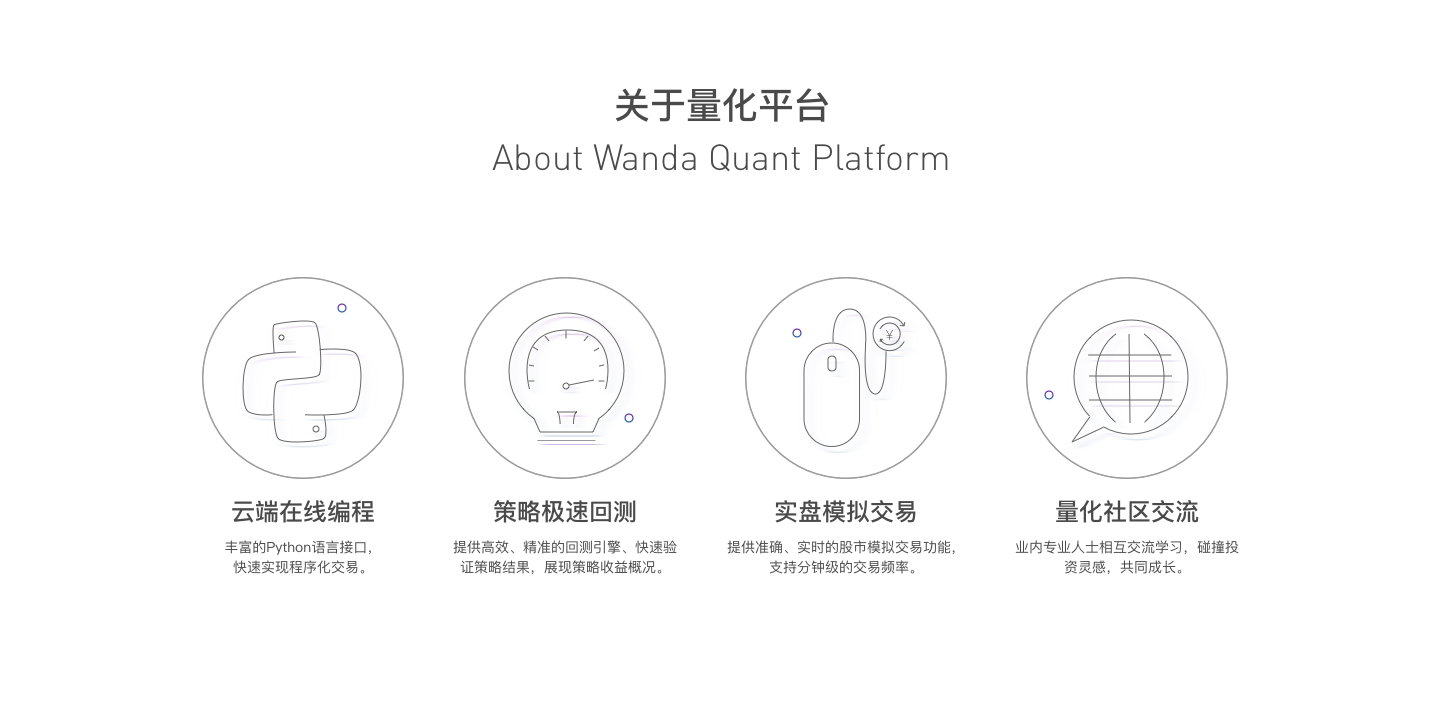 关于量化平台
About Wanda Quant Platform
¥
云端在线编程
丰富的Python语言接口，
快速实现程序化交易。
策略极速回测
提供高效、精准的回测引擎、快速验
证策略结果，展现策略收益概况。
实盘模拟交易
提供准确、实时的股市模拟交易功能，
支持分钟级的交易频率。
量化社区交流
业内专业人士相互交流学习，碰撞投
资灵感，共同成长。